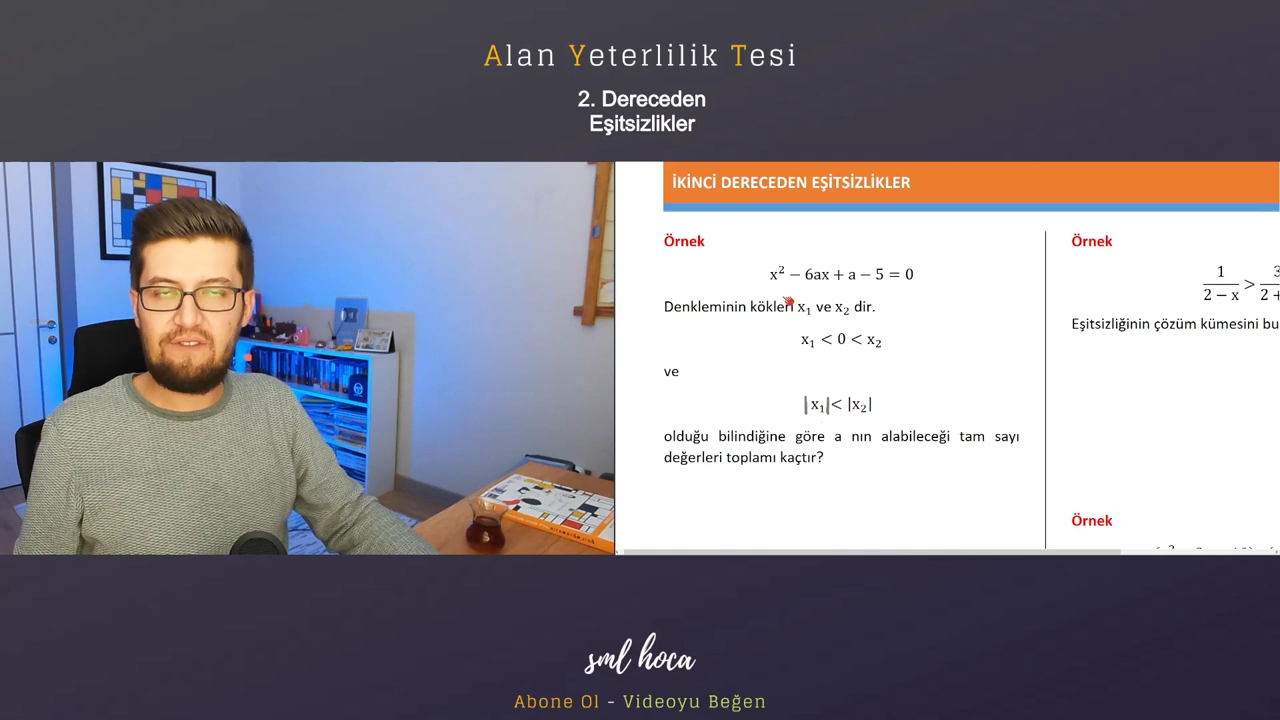 Alan Yeterlilik Tesi
2. Dereceden
Eşitsizlikler
İKİNCİ DERECEDEN EŞİTSİZLİKLER
Örnek
x² − 6ax + a − 5 = 0
Denkleminin kökleri x₁ ve x₂ dir.
x₁ < 0 < x₂
ve
|x₁| < |x₂|
olduğu bilindiğine göre a nın alabileceği tam sayı
değerleri toplamı kaçtır?
Örnek
1/(2 − x) > 3/(2 +
Eşitsizliğinin çözüm kümesini bu
Örnek
sml hoca
Abone Ol - Videoyu Beğen